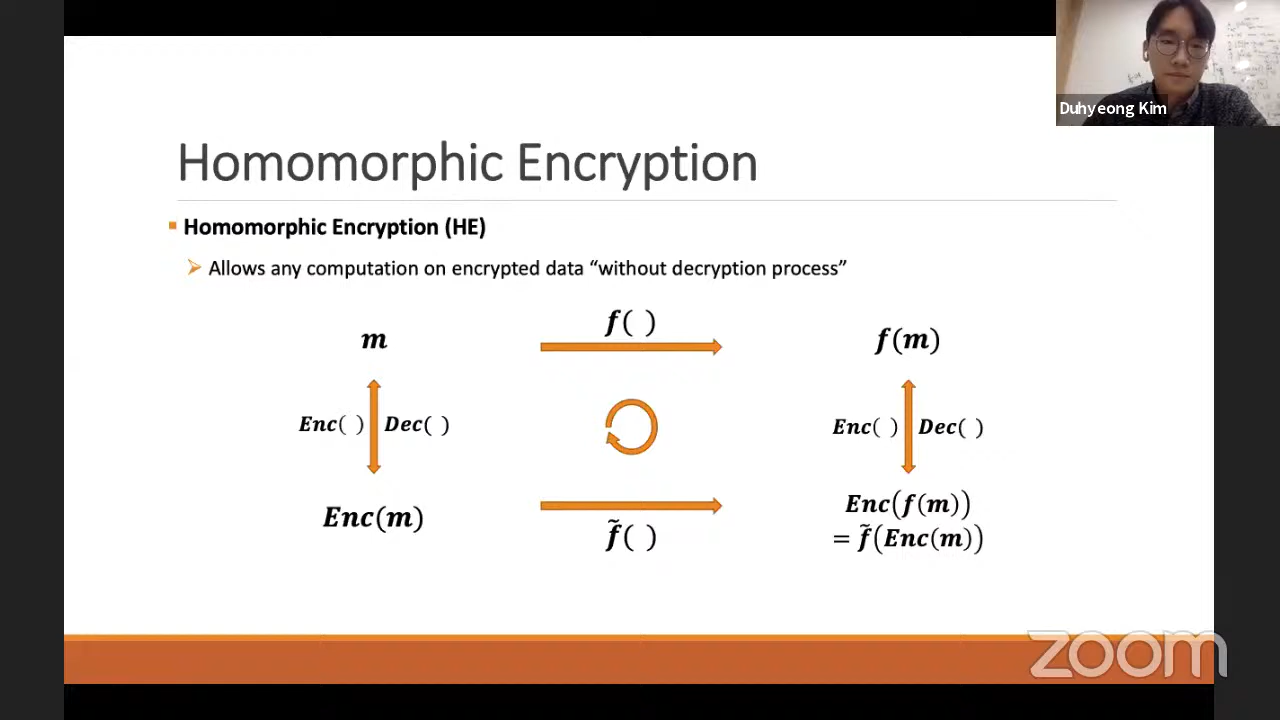 Duhyeong Kim
Homomorphic Encryption
▪ Homomorphic Encryption (HE)
➢ Allows any computation on encrypted data “without decryption process”
f( )
m
f(m)
Enc( ) Dec( )
Enc( ) Dec( )
Enc(m)
f̃( )
Enc(f(m))
= f̃(Enc(m))
zoom